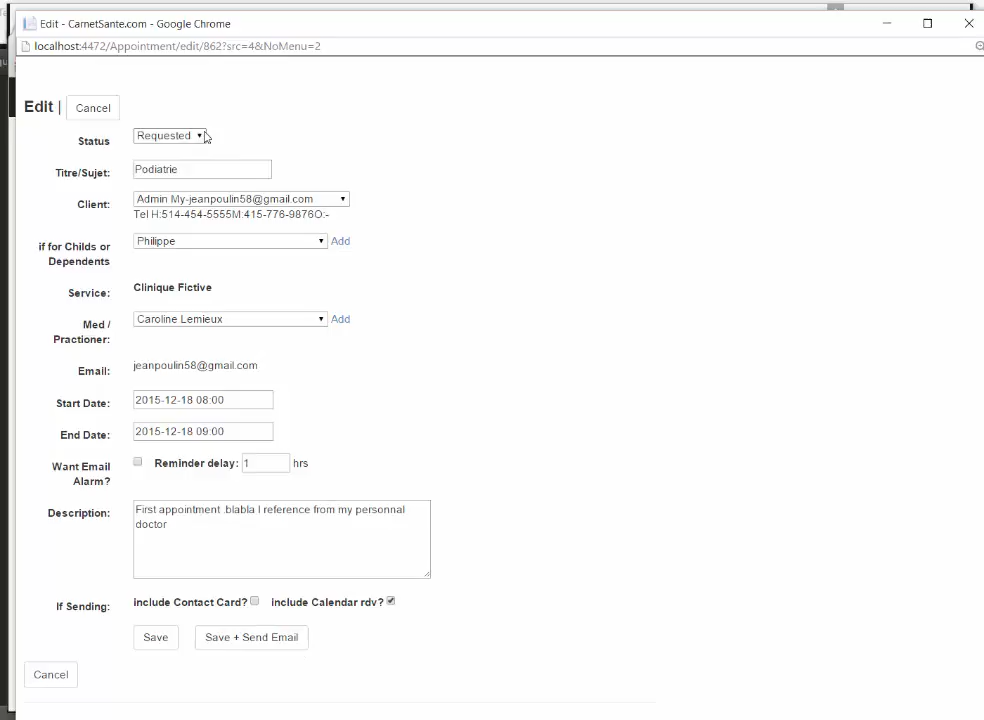 Edit - CarnetSante.com - Google Chrome
localhost:4472/Appointment/edit/862?src=4&NoMenu=2
Edit | Cancel
Status Requested
Titre/Sujet: Podiatrie
Client: Admin My-jeanpoulin58@gmail.com
Tel H:514-454-5555M:415-776-9876O:-
if for Childs or Dependents Philippe Add
Service: Clinique Fictive
Med / Practioner: Caroline Lemieux Add
Email: jeanpoulin58@gmail.com
Start Date: 2015-12-18 08:00
End Date: 2015-12-18 09:00
Want Email Alarm? Reminder delay: 1 hrs
Description: First appointment .blabla I reference from my personnal
doctor
If Sending: include Contact Card? include Calendar rdv?
Save Save + Send Email
Cancel